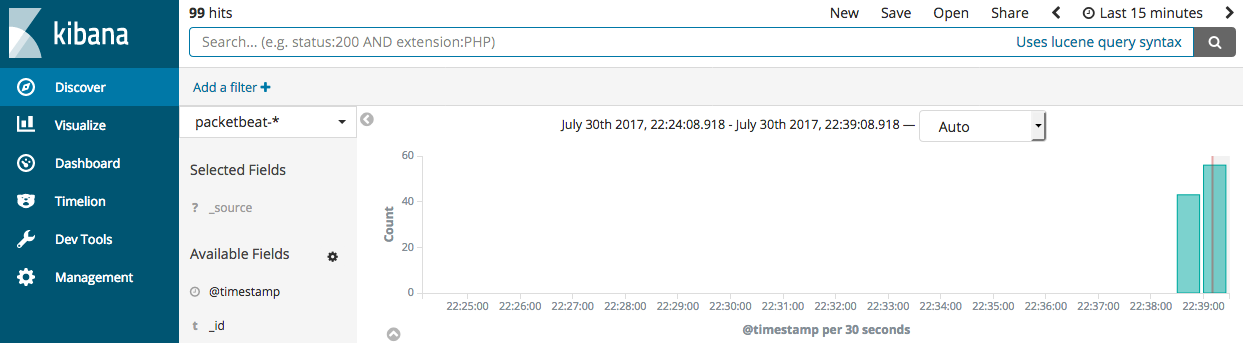 kibana
Discover
Visualize
Dashboard
Timelion
Dev Tools
Management
99 hits
New Save Open Share Last 15 minutes
Search... (e.g. status:200 AND extension:PHP) Uses lucene query syntax
Add a filter +
packetbeat-*
Selected Fields
? _source
Available Fields
@timestamp
t _id
July 30th 2017, 22:24:08.918 - July 30th 2017, 22:39:08.918 — Auto
60
40
20
0
Count
22:25:00 22:26:00 22:27:00 22:28:00 22:29:00 22:30:00 22:31:00 22:32:00 22:33:00 22:34:00 22:35:00 22:36:00 22:37:00 22:38:00 22:39:00
@timestamp per 30 seconds